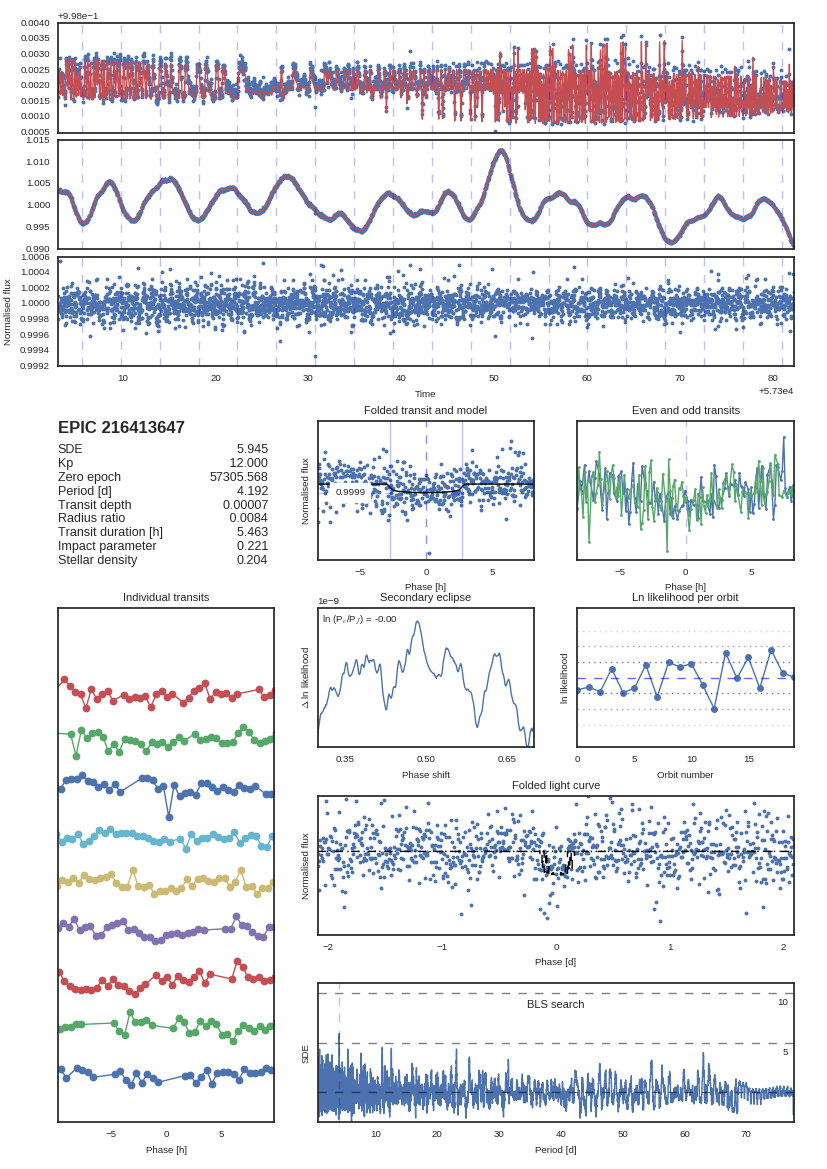 +9.98e−1
0.0040
0.0035
0.0030
0.0025
0.0020
0.0015
0.0010
0.0005
1.015
1.010
1.005
1.000
0.995
0.990
1.0006
1.0004
1.0002
1.0000
0.9998
0.9996
0.9994
0.9992
Normalised flux
10 20 30 40 50 60 70 80
Time
+5.73e4
EPIC 216413647
SDE 5.945
Kp 12.000
Zero epoch 57305.568
Period [d] 4.192
Transit depth 0.00007
Radius ratio 0.0084
Transit duration [h] 5.463
Impact parameter 0.221
Stellar density 0.204
Folded transit and model
Normalised flux
0.9999
−5 0 5
Phase [h]
Even and odd transits
−5 0 5
Phase [h]
Individual transits
−5 0 5
Phase [h]
Secondary eclipse
1e−9
ln (Pₑ/P𝑓) = -0.00
Δ ln likelihood
0.35 0.50 0.65
Phase shift
Ln likelihood per orbit
ln likelihood
0 5 10 15
Orbit number
Folded light curve
Normalised flux
−2 −1 0 1 2
Phase [d]
BLS search
10
5
SDE
10 20 30 40 50 60 70
Period [d]